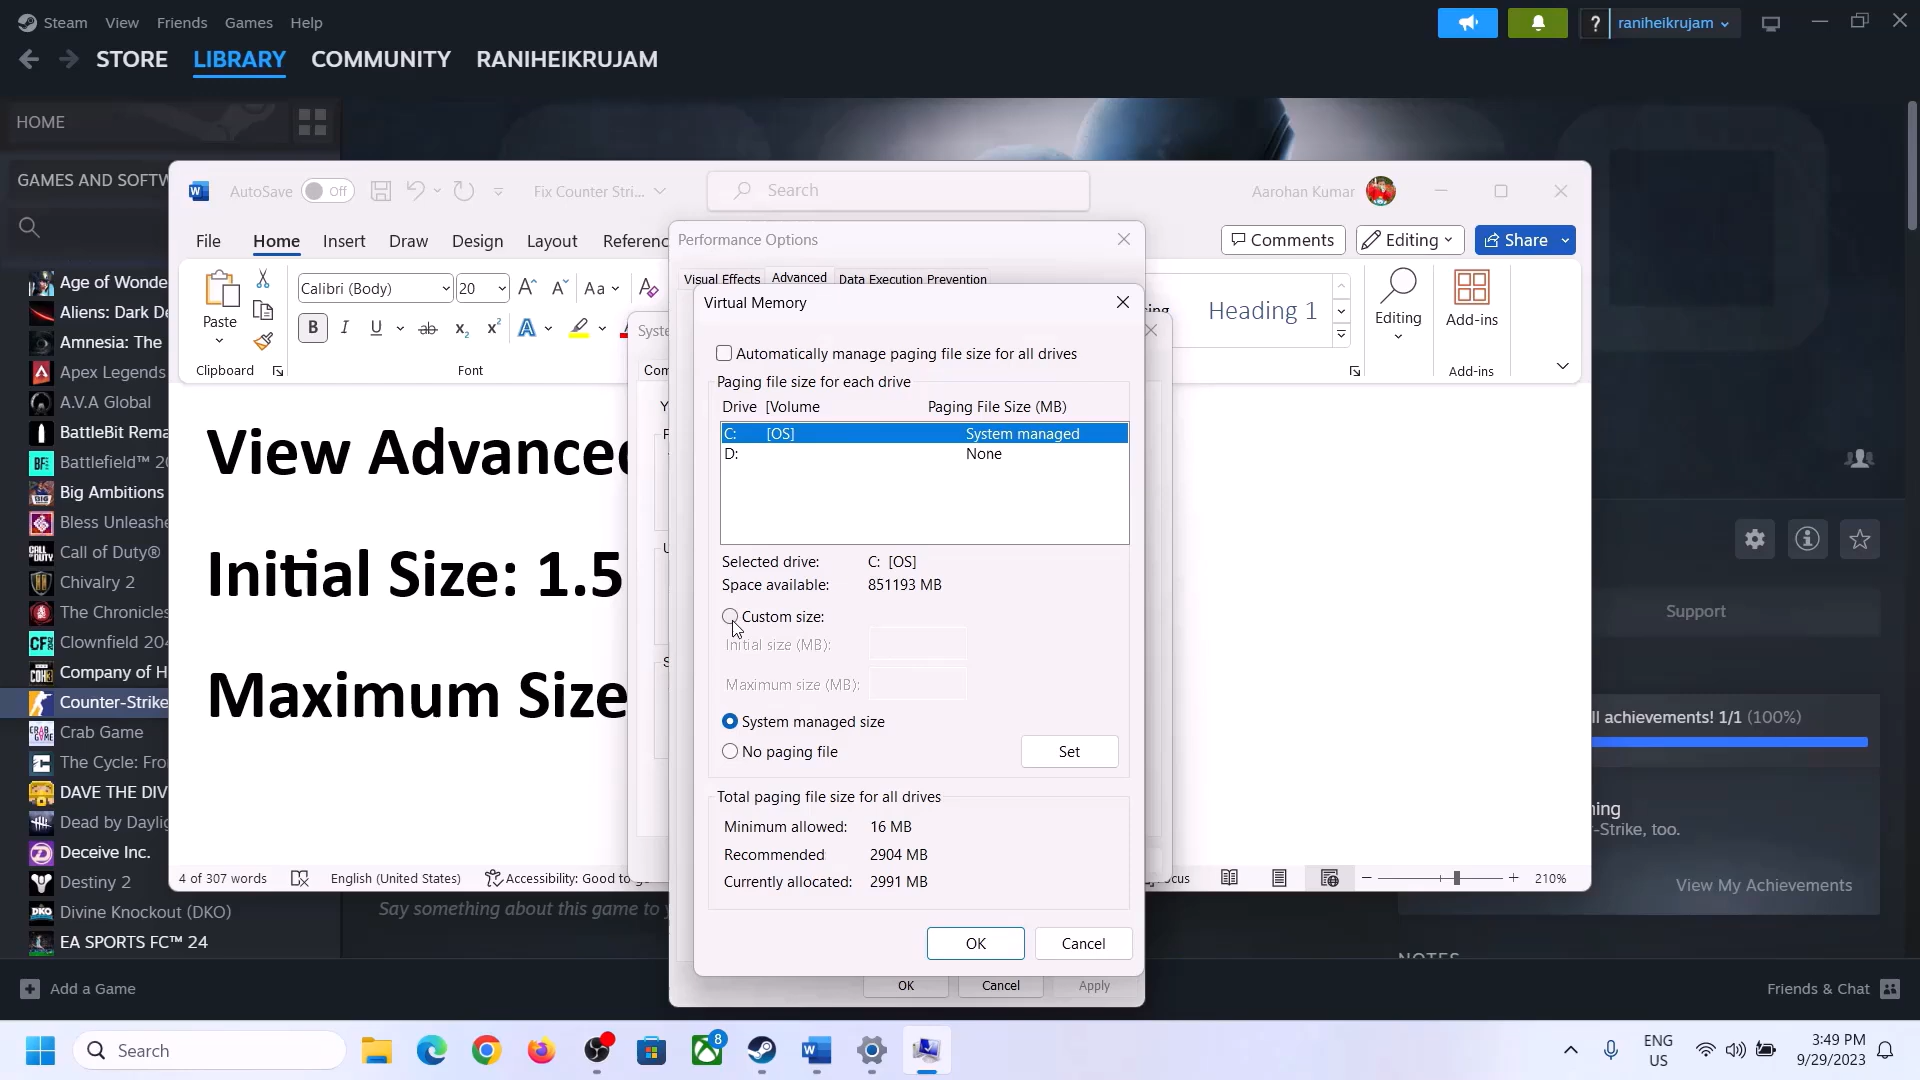 Steam View Friends Games Help
raniheikrujam
STORE LIBRARY COMMUNITY RANIHEIKRUJAM
HOME
GAMES AND SOFTW
Age of Wonde
Aliens: Dark De
Amnesia: The
Apex Legends
A.V.A Global
BattleBit Rema
Battlefield™ 20
Big Ambitions
Bless Unleashe
Call of Duty®
Chivalry 2
The Chronicles
Clownfield 204
Company of H
Counter-Strike
Crab Game
The Cycle: Fro
DAVE THE DIV
Dead by Daylig
Deceive Inc.
Destiny 2
Divine Knockout (DKO)
EA SPORTS FC™ 24
Add a Game
AutoSave Off
Fix Counter Stri...
Search
Aarohan Kumar
File Home Insert Draw Design Layout Referenc
Comments Editing Share
Paste
Clipboard
Calibri (Body) 20
Font
Heading 1
Editing
Add-ins
Add-ins
View Advanced
Initial Size: 1.5
Maximum Size
4 of 307 words English (United States) Accessibility: Good to g
210%
Performance Options
Visual Effects Advanced Data Execution Prevention
Virtual Memory
Automatically manage paging file size for all drives
Paging file size for each drive
Drive [Volume Paging File Size (MB)
C: [OS] System managed
D: None
Selected drive: C: [OS]
Space available: 851193 MB
Custom size:
Initial size (MB):
Maximum size (MB):
System managed size
No paging file
Set
Total paging file size for all drives
Minimum allowed: 16 MB
Recommended 2904 MB
Currently allocated: 2991 MB
OK Cancel
OK Cancel Apply
Support
ll achievements! 1/1 (100%)
-Strike, too.
View My Achievements
Say something about this game to y
NOTES
Friends & Chat
Search
8
ENG
US
3:49 PM
9/29/2023